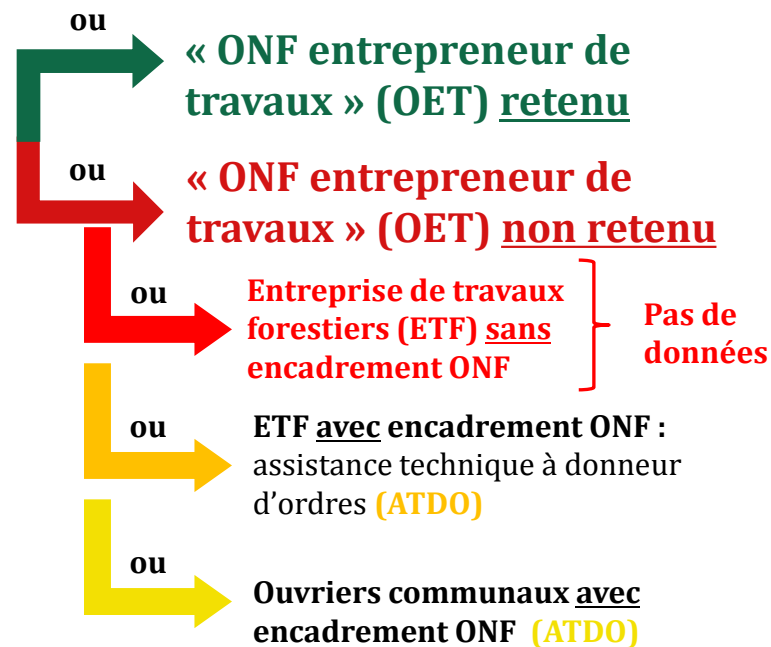 ou
« ONF entrepreneur de
travaux » (OET) retenu
ou
« ONF entrepreneur de
travaux » (OET) non retenu
ou
Entreprise de travaux
forestiers (ETF) sans
encadrement ONF
Pas de
données
ou
ETF avec encadrement ONF :
assistance technique à donneur
d’ordres (ATDO)
ou
Ouvriers communaux avec
encadrement ONF (ATDO)